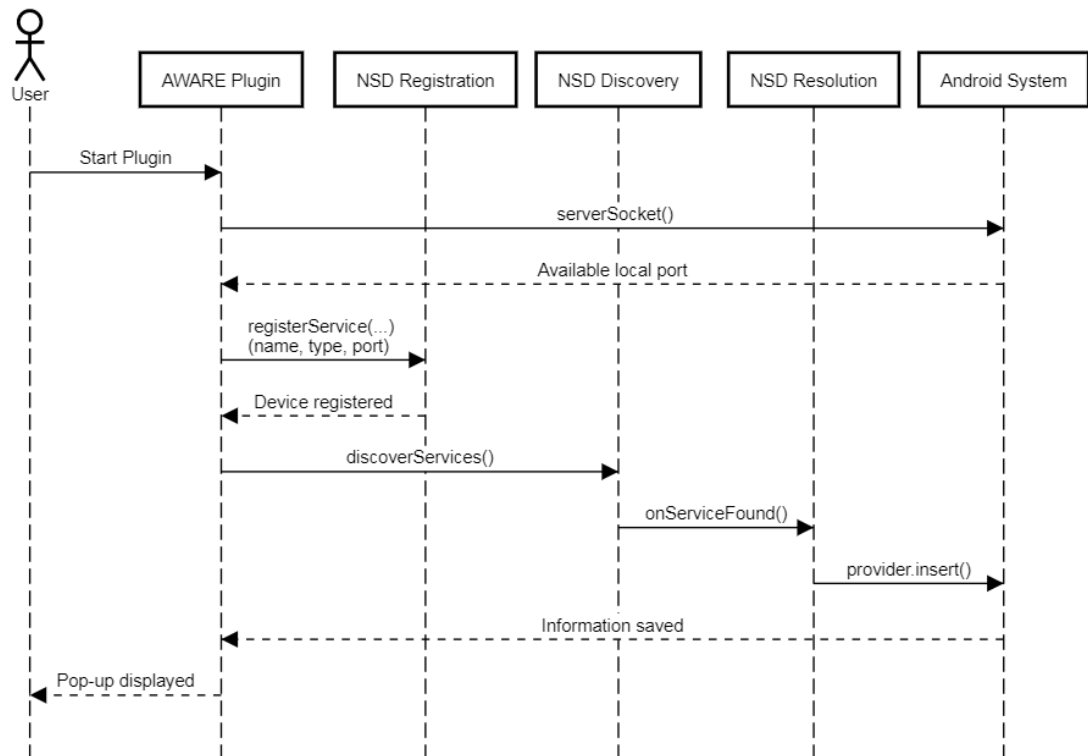 User
AWARE Plugin
NSD Registration
NSD Discovery
NSD Resolution
Android System
Start Plugin
serverSocket()
Available local port
registerService(...)
(name, type, port)
Device registered
discoverServices()
onServiceFound()
provider.insert()
Information saved
Pop-up displayed